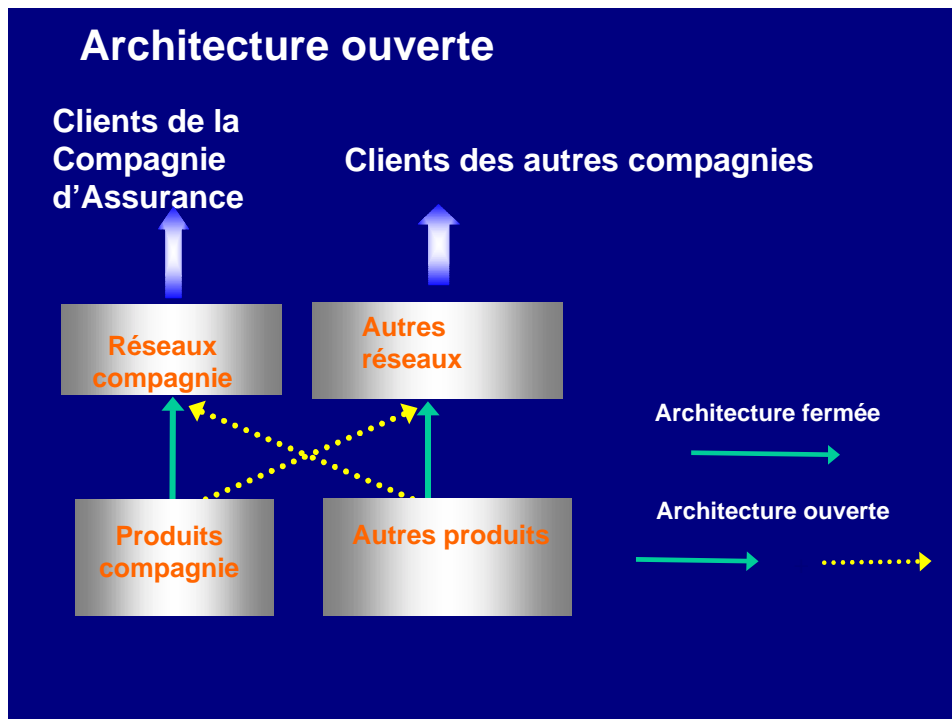 Architecture ouverte
Clients de la
Compagnie
d’Assurance
Clients des autres compagnies
Réseaux
compagnie
Autres
réseaux
Architecture fermée
Produits
compagnie
Autres produits
Architecture ouverte